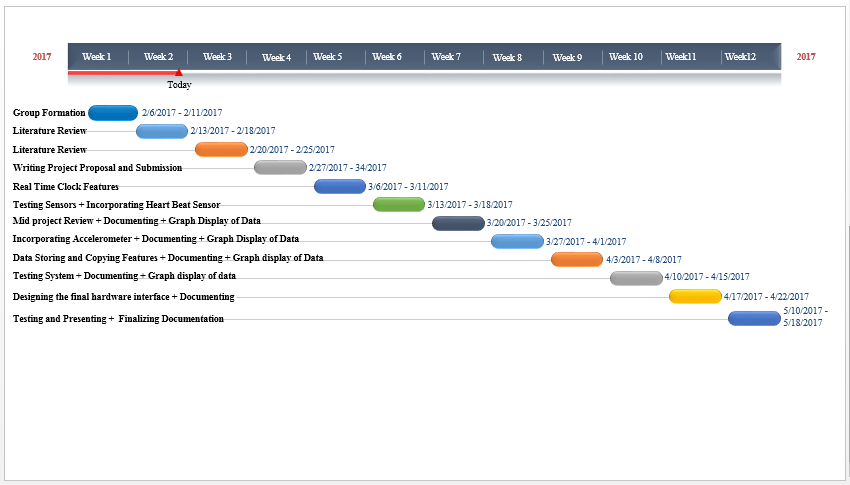 2017 Week 1 Week 2 Week 3 Week 4 Week 5 Week 6 Week 7 Week 8 Week 9 Week 10 Week11 Week12 2017
Today
Group Formation 2/6/2017 - 2/11/2017
Literature Review 2/13/2017 - 2/18/2017
Literature Review 2/20/2017 - 2/25/2017
Writing Project Proposal and Submission 2/27/2017 - 34/2017
Real Time Clock Features 3/6/2017 - 3/11/2017
Testing Sensors + Incorporating Heart Beat Sensor 3/13/2017 - 3/18/2017
Mid project Review + Documenting + Graph Display of Data 3/20/2017 - 3/25/2017
Incorporating Accelerometer + Documenting + Graph Display of Data 3/27/2017 - 4/1/2017
Data Storing and Copying Features + Documenting + Graph display of Data 4/3/2017 - 4/8/2017
Testing System + Documenting + Graph display of data 4/10/2017 - 4/15/2017
Designing the final hardware interface + Documenting 4/17/2017 - 4/22/2017
Testing and Presenting + Finalizing Documentation 5/10/2017 -
5/18/2017